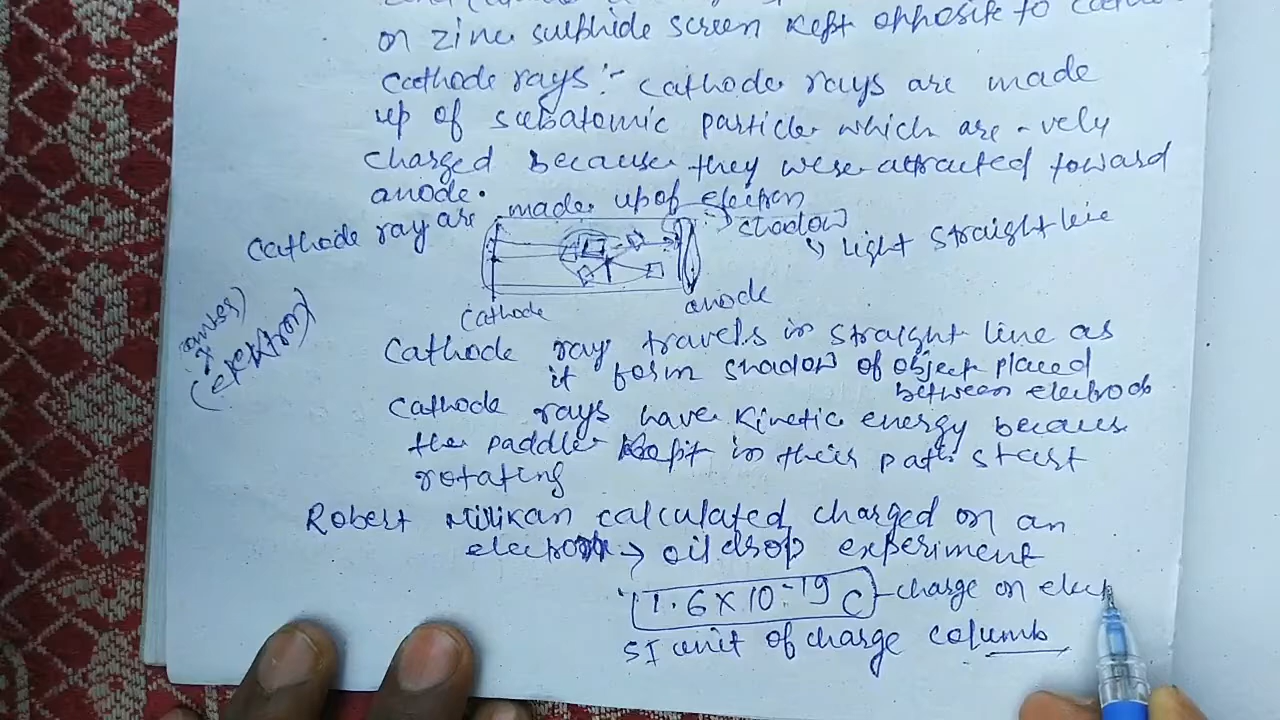 on zinc sulphide screen kept opposite to
cathode rays :- cathode rays are made
up of subatomic particle which are -vely
charged because they were attracted toward
anode.
cathode ray are made up of electron
shadow
light straight line
cathode
anode
(electron)
cathode ray travels in straight line as
it form shadow of object placed
between electrods
cathode rays have kinetic energy because
the paddle kept in their path start
rotating
Robert Millikan calculated charged on an
electron → oil drop experiment
1.6 x 10-19 C - charge on elec
SI unit of charge columb